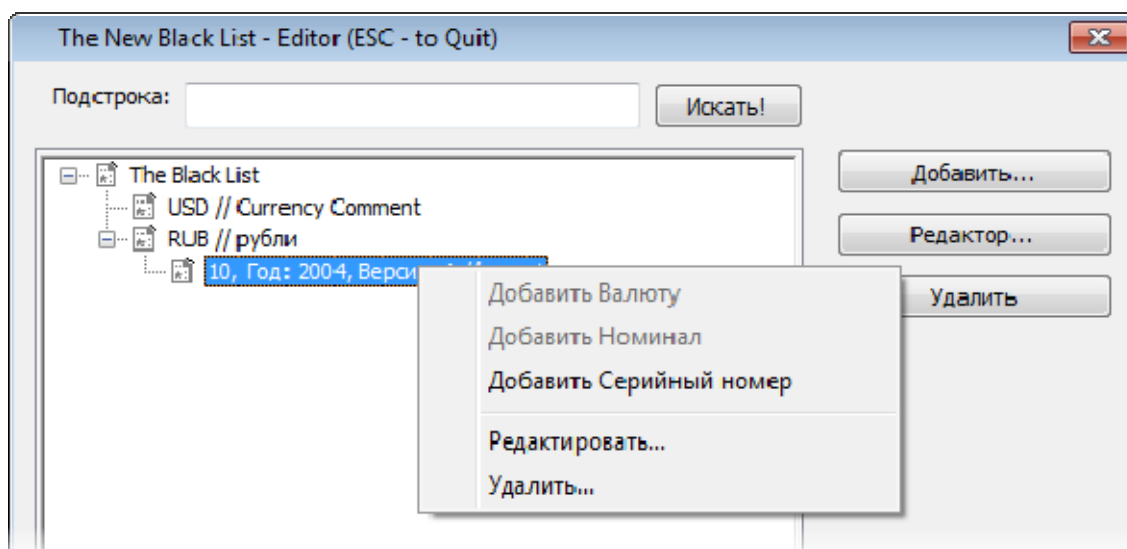 The New Black List - Editor (ESC - to Quit)
Подстрока:
Искать!
The Black List
USD // Currency Comment
RUB // рубли
10, Год: 2004, Верси
Добавить...
Редактор...
Удалить
Добавить Валюту
Добавить Номинал
Добавить Серийный номер
Редактировать...
Удалить...